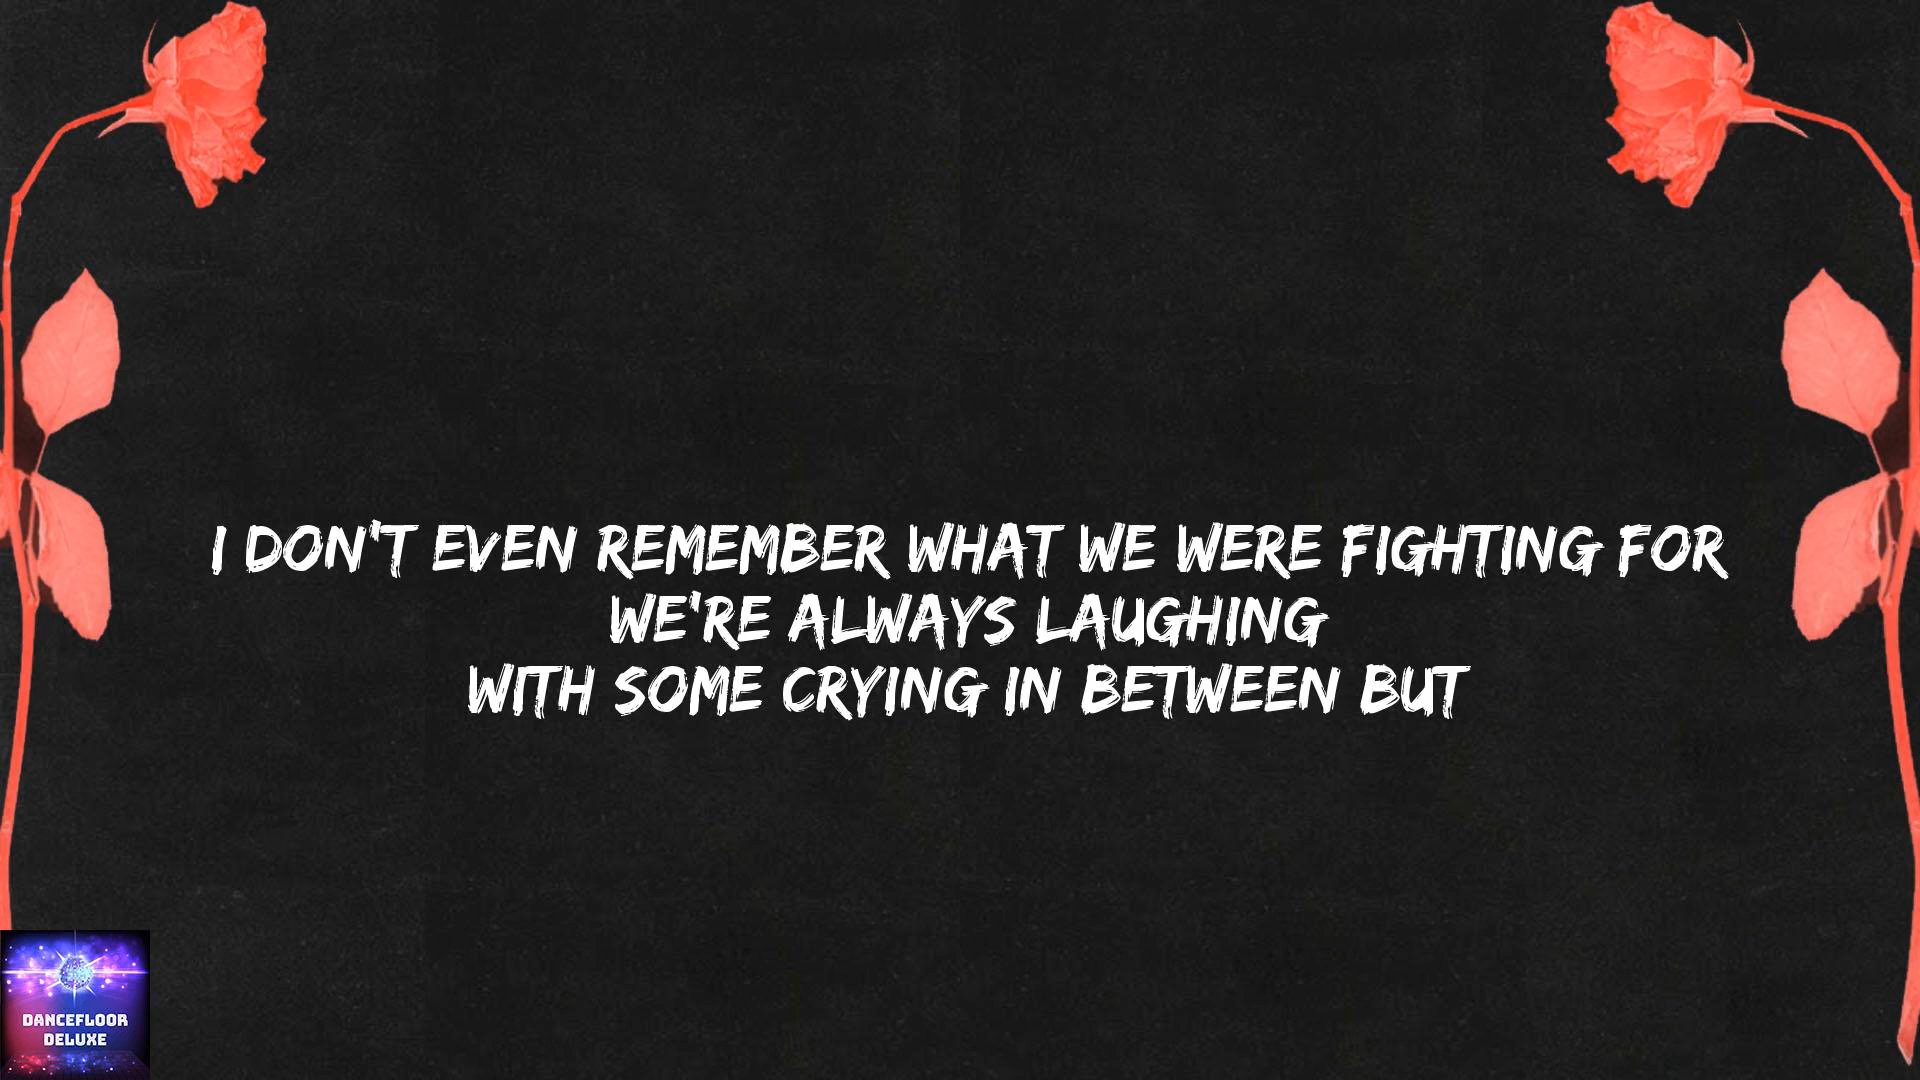 I DON'T EVEN REMEMBER WHAT WE WERE FIGHTING FOR
WE'RE ALWAYS LAUGHING
WITH SOME CRYING IN BETWEEN BUT
DANCEFLOOR
DELUXE